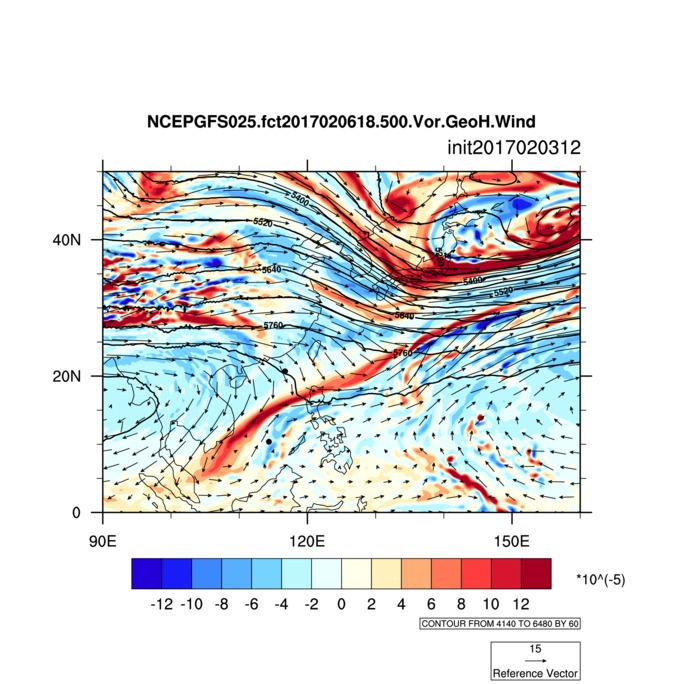 NCEPGFS025.fct2017020618.500.Vor.GeoH.Wind
init2017020312
5400
5520
40N
5640
5400
5520
5640
5760
5760
20N
0
90E 120E 150E
-12 -10 -8 -6 -4 -2 0 2 4 6 8 10 12
*10^(-5)
CONTOUR FROM 4140 TO 6480 BY 60
15
Reference Vector